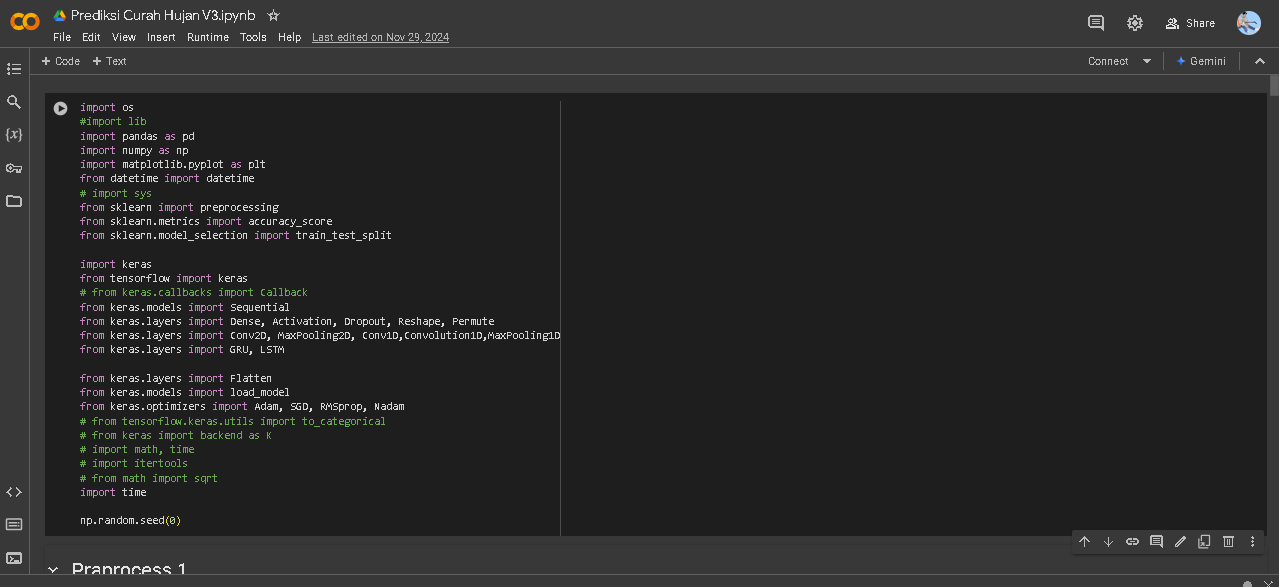 Prediksi Curah Hujan V3.ipynb
File Edit View Insert Runtime Tools Help Last edited on Nov 29, 2024
Share
+ Code + Text
Connect
Gemini
{x}
import os
#import lib
import pandas as pd
import numpy as np
import matplotlib.pyplot as plt
from datetime import datetime
# import sys
from sklearn import preprocessing
from sklearn.metrics import accuracy_score
from sklearn.model_selection import train_test_split
import keras
from tensorflow import keras
# from keras.callbacks import Callback
from keras.models import Sequential
from keras.layers import Dense, Activation, Dropout, Reshape, Permute
from keras.layers import Conv2D, MaxPooling2D, Conv1D,Convolution1D,MaxPooling1D
from keras.layers import GRU, LSTM
from keras.layers import Flatten
from keras.models import load_model
from keras.optimizers import Adam, SGD, RMSprop, Nadam
# from tensorflow.keras.utils import to_categorical
# from keras import backend as K
# import math, time
# import itertools
# from math import sqrt
import time
np.random.seed(0)
Praprocess 1